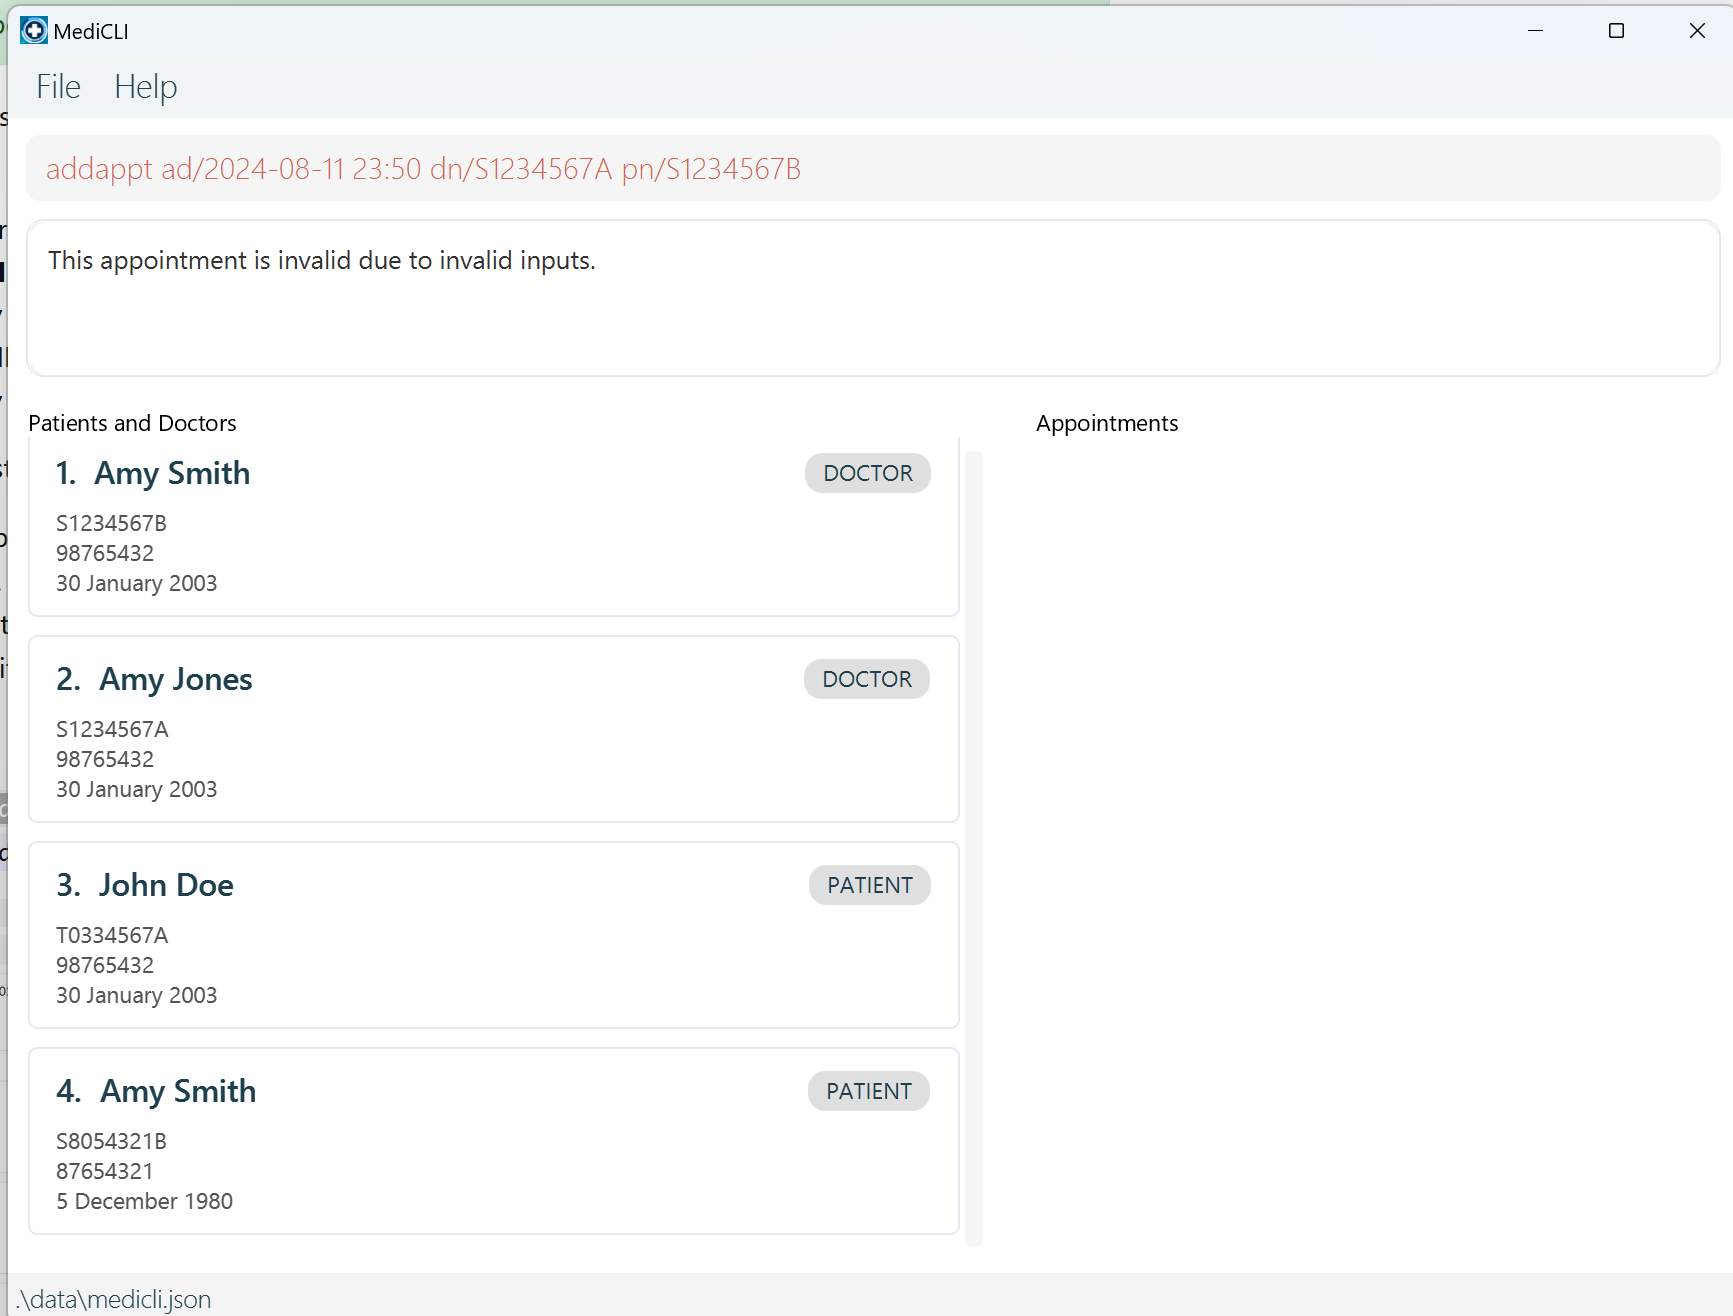 MediCLI
File Help
addappt ad/2024-08-11 23:50 dn/S1234567A pn/S1234567B
This appointment is invalid due to invalid inputs.
Patients and Doctors
Appointments
1. Amy Smith
DOCTOR
S1234567B
98765432
30 January 2003
2. Amy Jones
DOCTOR
S1234567A
98765432
30 January 2003
3. John Doe
PATIENT
T0334567A
98765432
30 January 2003
4. Amy Smith
PATIENT
S8054321B
87654321
5 December 1980
.\data\medicli.json